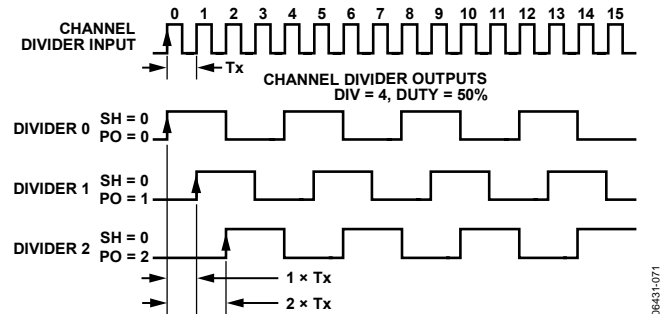 0 1 2 3 4 5 6 7 8 9 10 11 12 13 14 15
CHANNEL
DIVIDER INPUT
Tx
CHANNEL DIVIDER OUTPUTS
DIV = 4, DUTY = 50%
DIVIDER 0
SH = 0
PO = 0
DIVIDER 1
SH = 0
PO = 1
DIVIDER 2
SH = 0
PO = 2
1 × Tx
2 × Tx
06431-071